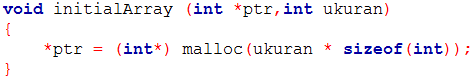 void initialArray (int *ptr,int ukuran)
{
*ptr = (int*) malloc(ukuran * sizeof(int));
}